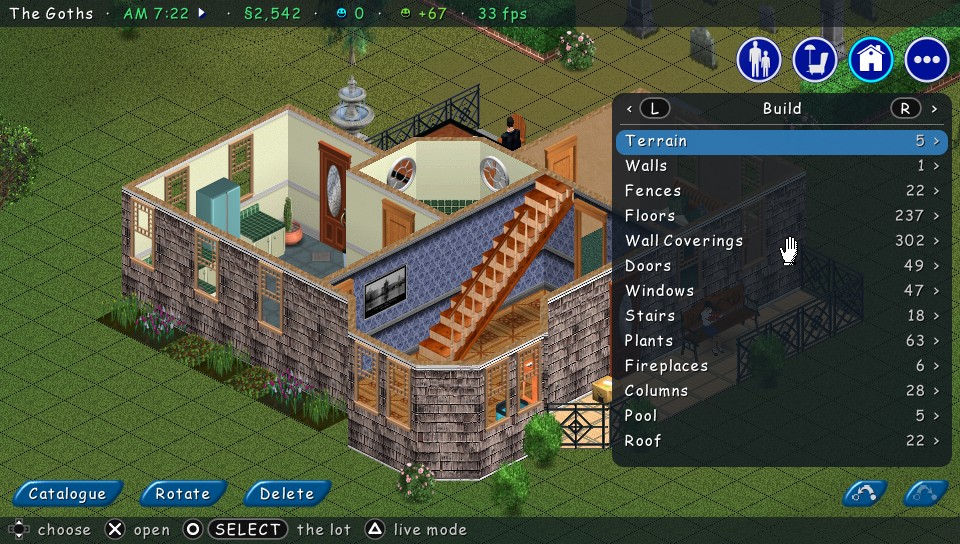 The Goths · AM 7:22 · §2,542 · 0 · +67 · 33 fps
‹ L Build R ›
Terrain 5 ›
Walls 1 ›
Fences 22 ›
Floors 237 ›
Wall Coverings 302 ›
Doors 49 ›
Windows 47 ›
Stairs 18 ›
Plants 63 ›
Fireplaces 6 ›
Columns 28 ›
Pool 5 ›
Roof 22 ›
Catalogue Rotate Delete
choose X open O SELECT the lot △ live mode